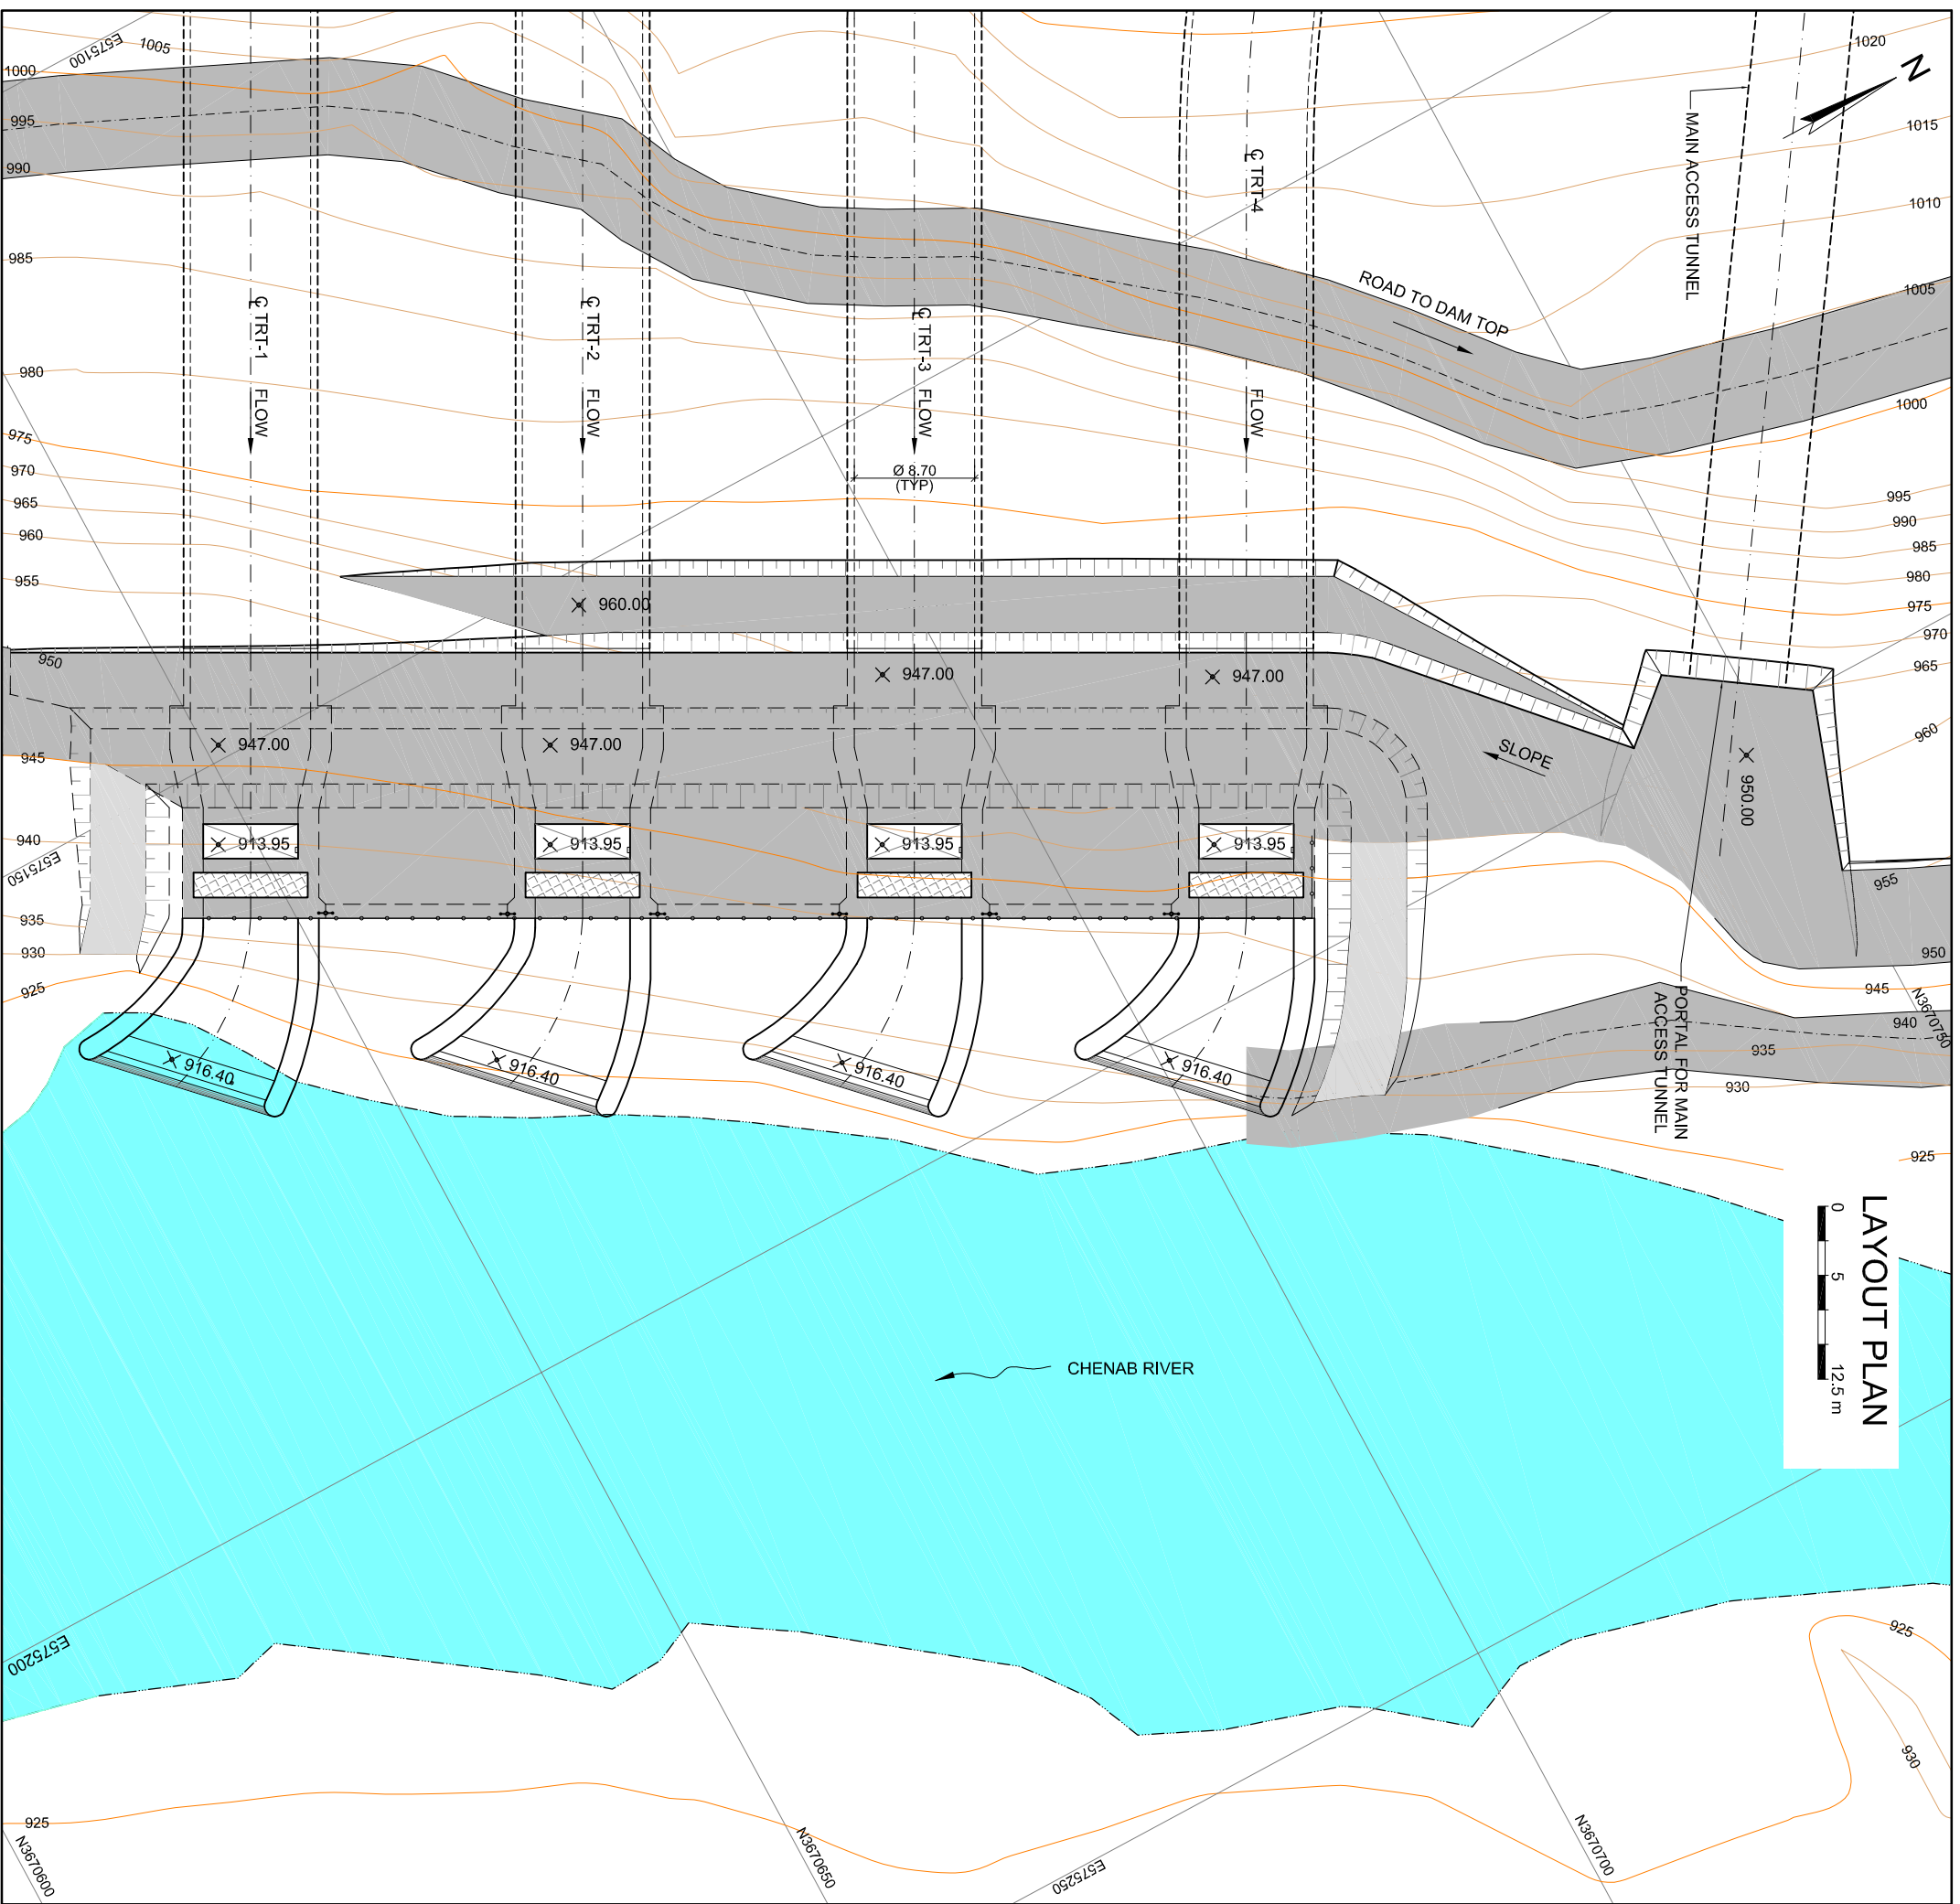 E575100
1005
1020
N
1000
995
MAIN ACCESS TUNNEL
1015
990
℄ TRT-4
1010
985
ROAD TO DAM TOP
1005
℄ TRT-1 FLOW
℄ TRT-2 FLOW
℄ TRT-3 FLOW
FLOW
980
1000
975
Ø 8.70
(TYP)
970
995
965
990
960
985
955
980
960.00
975
970
950
947.00
947.00
965
947.00
947.00
SLOPE
960
945
950.00
940
913.95
913.95
913.95
913.95
E575150
955
935
930
950
925
945
N3670750
940
PORTAL FOR MAIN
ACCESS TUNNEL
935
916.40
916.40
916.40
916.40
930
925
LAYOUT PLAN
0 5 12.5 m
CHENAB RIVER
E575200
925
930
925
N3670600
N3670650
E575250
N3670700